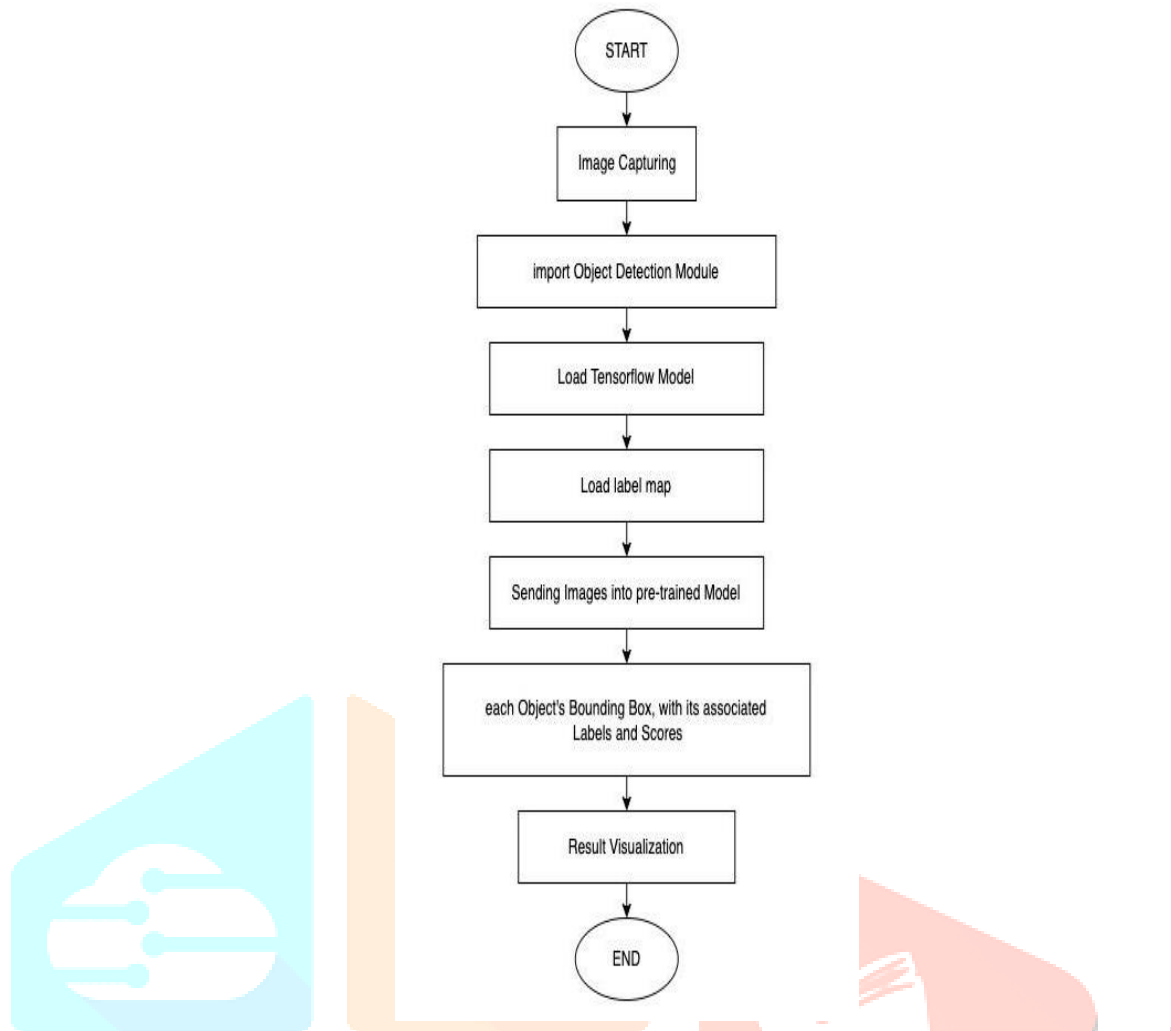 START
Image Capturing
import Object Detection Module
Load Tensorflow Model
Load label map
Sending Images into pre-trained Model
each Object's Bounding Box, with its associated
Labels and Scores
Result Visualization
END